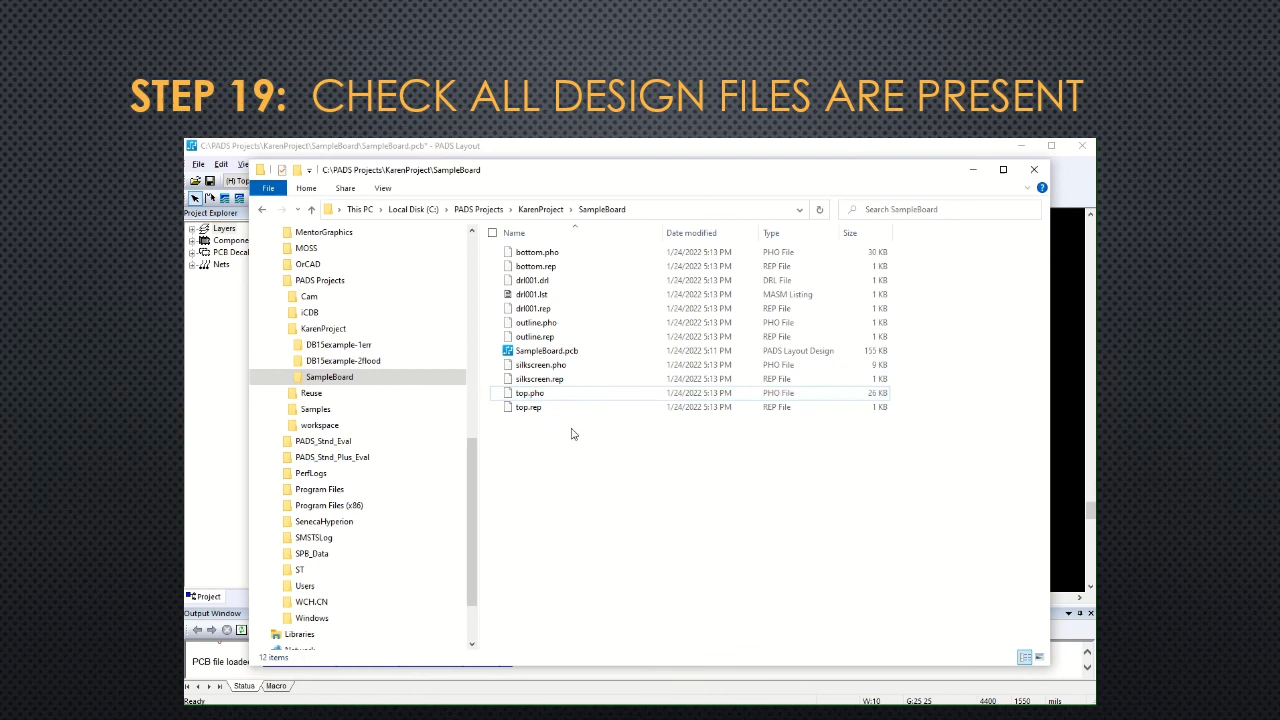 STEP 19: CHECK ALL DESIGN FILES ARE PRESENT
C:\PADS Projects\KarenProject\SampleBoard\SampleBoard.pcb* - PADS Layout
File Edit
C:\PADS Projects\KarenProject\SampleBoard
File Home Share View
(H) Top
This PC > Local Disk (C:) > PADS Projects > KarenProject > SampleBoard
Search SampleBoard
Project Explorer
Layers
Compone
PCB Decal
Nets
MentorGraphics
MOSS
OrCAD
PADS Projects
Cam
iCDB
KarenProject
DB15example-1err
DB15example-2flood
SampleBoard
Reuse
Samples
workspace
PADS_Stnd_Eval
PADS_Stnd_Plus_Eval
PerfLogs
Program Files
Program Files (x86)
SenecaHyperion
SMSTSLog
SPB_Data
ST
Users
WCH.CN
Windows
Libraries
Network
Name Date modified Type Size
bottom.pho 1/24/2022 5:13 PM PHO File 30 KB
bottom.rep 1/24/2022 5:13 PM REP File 1 KB
drl001.drl 1/24/2022 5:13 PM DRL File 1 KB
drl001.lst 1/24/2022 5:13 PM MASM Listing 1 KB
drl001.rep 1/24/2022 5:13 PM REP File 1 KB
outline.pho 1/24/2022 5:13 PM PHO File 1 KB
outline.rep 1/24/2022 5:13 PM REP File 1 KB
SampleBoard.pcb 1/24/2022 5:11 PM PADS Layout Design 155 KB
silkscreen.pho 1/24/2022 5:13 PM PHO File 9 KB
silkscreen.rep 1/24/2022 5:13 PM REP File 1 KB
top.pho 1/24/2022 5:13 PM PHO File 26 KB
top.rep 1/24/2022 5:13 PM REP File 1 KB
12 items
Project
Output Window
PCB file loade
Status Macro
Ready W:10 G:25 25 4400 1550 mils